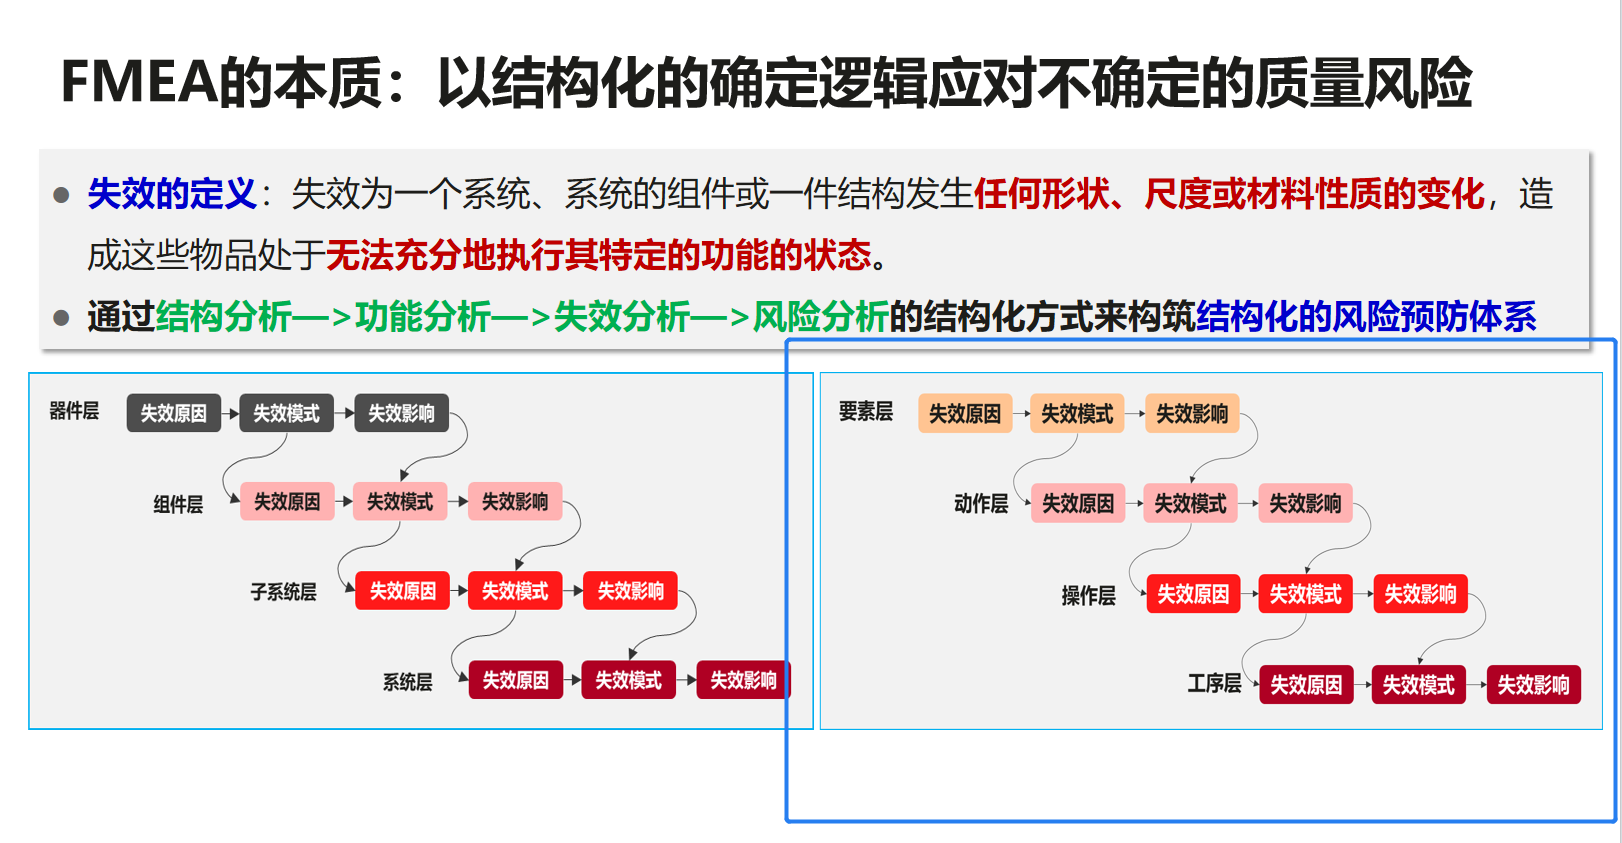 FMEA的本质：以结构化的确定逻辑应对不确定的质量风险
● 失效的定义：失效为一个系统、系统的组件或一件结构发生任何形状、尺度或材料性质的变化，造
成这些物品处于无法充分地执行其特定的功能的状态。
● 通过结构分析—>功能分析—>失效分析—>风险分析的结构化方式来构筑结构化的风险预防体系
器件层 失效原因 失效模式 失效影响
组件层 失效原因 失效模式 失效影响
子系统层 失效原因 失效模式 失效影响
系统层 失效原因 失效模式 失效影响
要素层 失效原因 失效模式 失效影响
动作层 失效原因 失效模式 失效影响
操作层 失效原因 失效模式 失效影响
工序层 失效原因 失效模式 失效影响